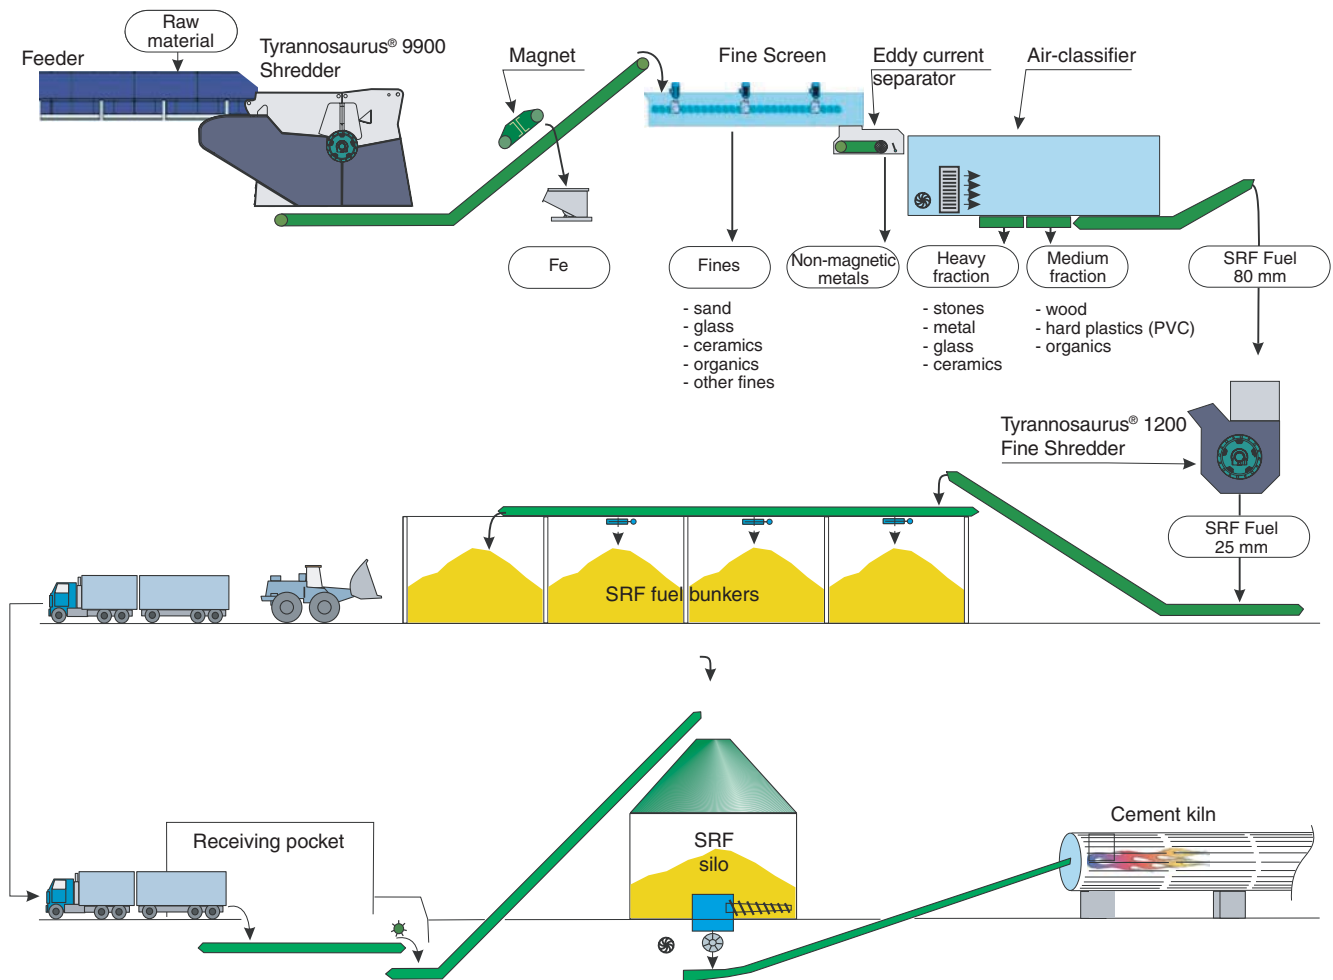 Raw
material
Feeder
Tyrannosaurus® 9900
Shredder
Magnet
Fine Screen
Eddy current
separator
Air-classifier
Fe
Fines
Non-magnetic
metals
Heavy
fraction
Medium
fraction
SRF Fuel
80 mm
- sand
- glass
- ceramics
- organics
- other fines
- stones
- metal
- glass
- ceramics
- wood
- hard plastics (PVC)
- organics
Tyrannosaurus® 1200
Fine Shredder
SRF Fuel
25 mm
SRF fuel bunkers
Receiving pocket
SRF
silo
Cement kiln